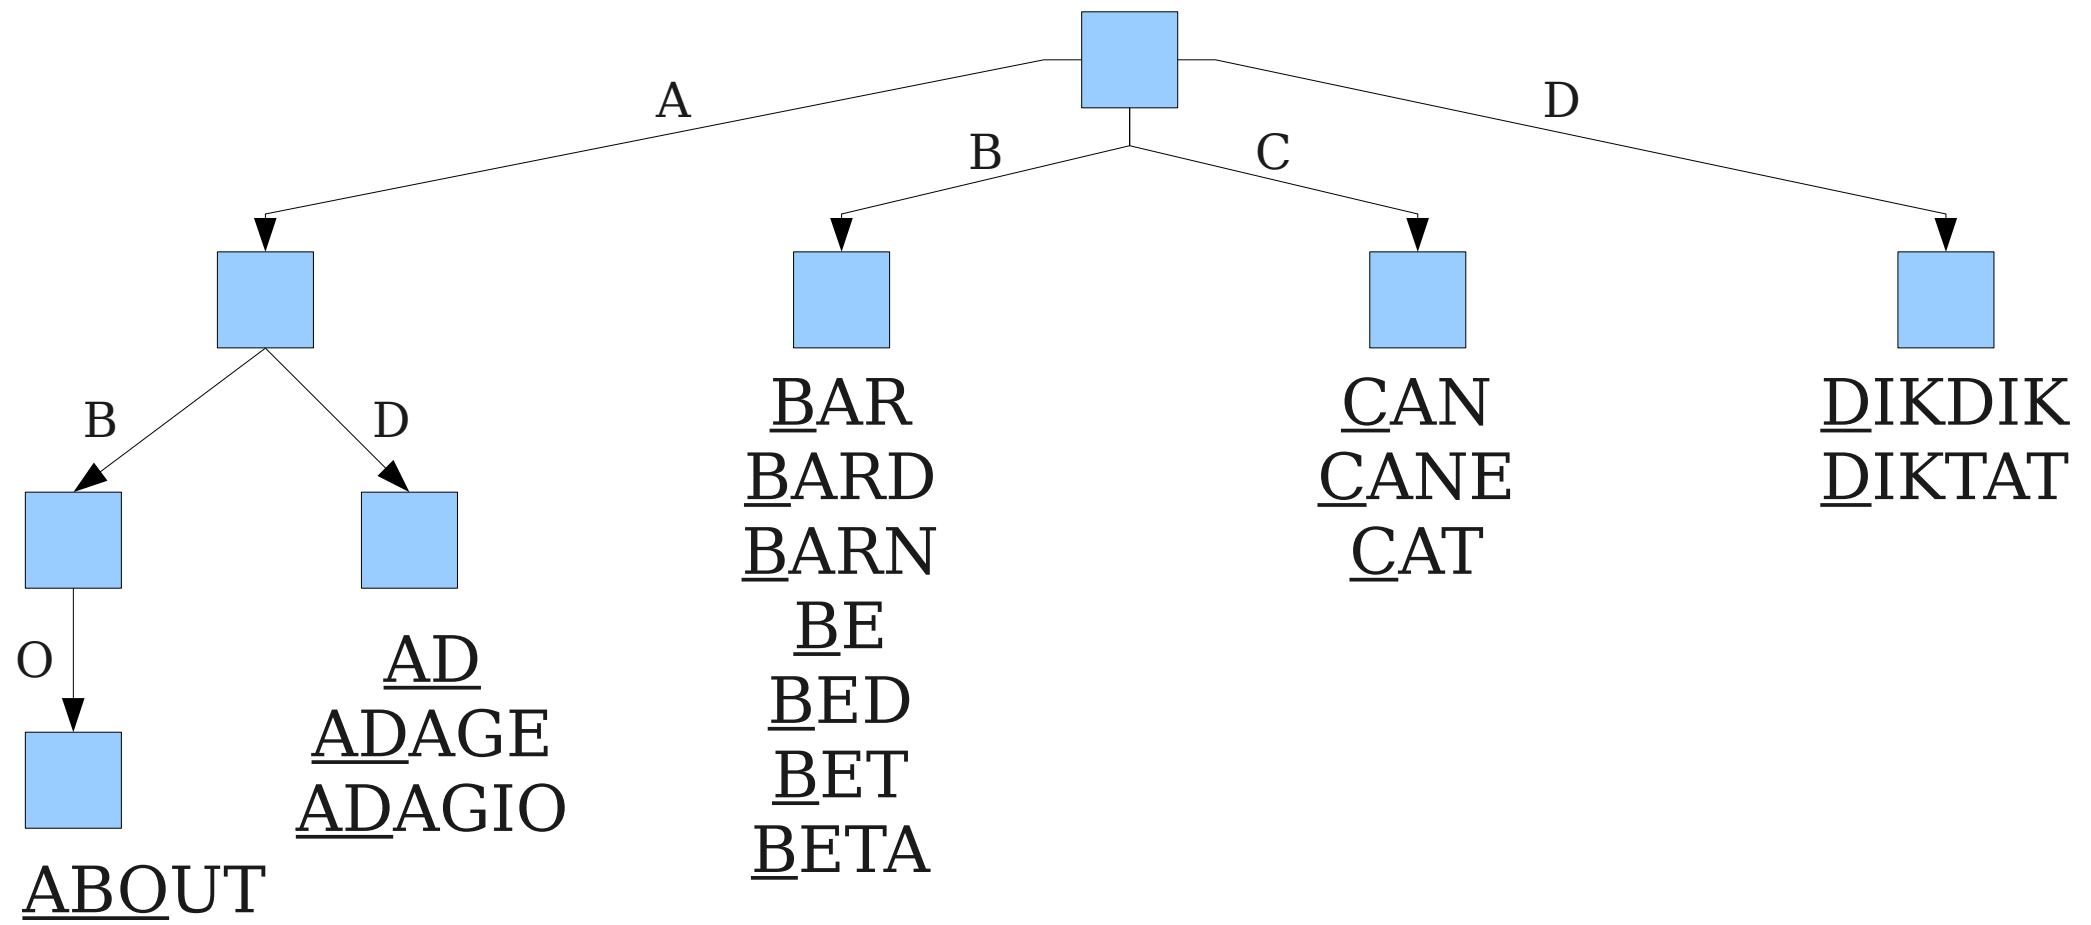 A
D
B
C
B
D
BAR
BARD
BARN
BE
BED
BET
BETA
CAN
CANE
CAT
DIKDIK
DIKTAT
O
AD
ADAGE
ADAGIO
ABOUT